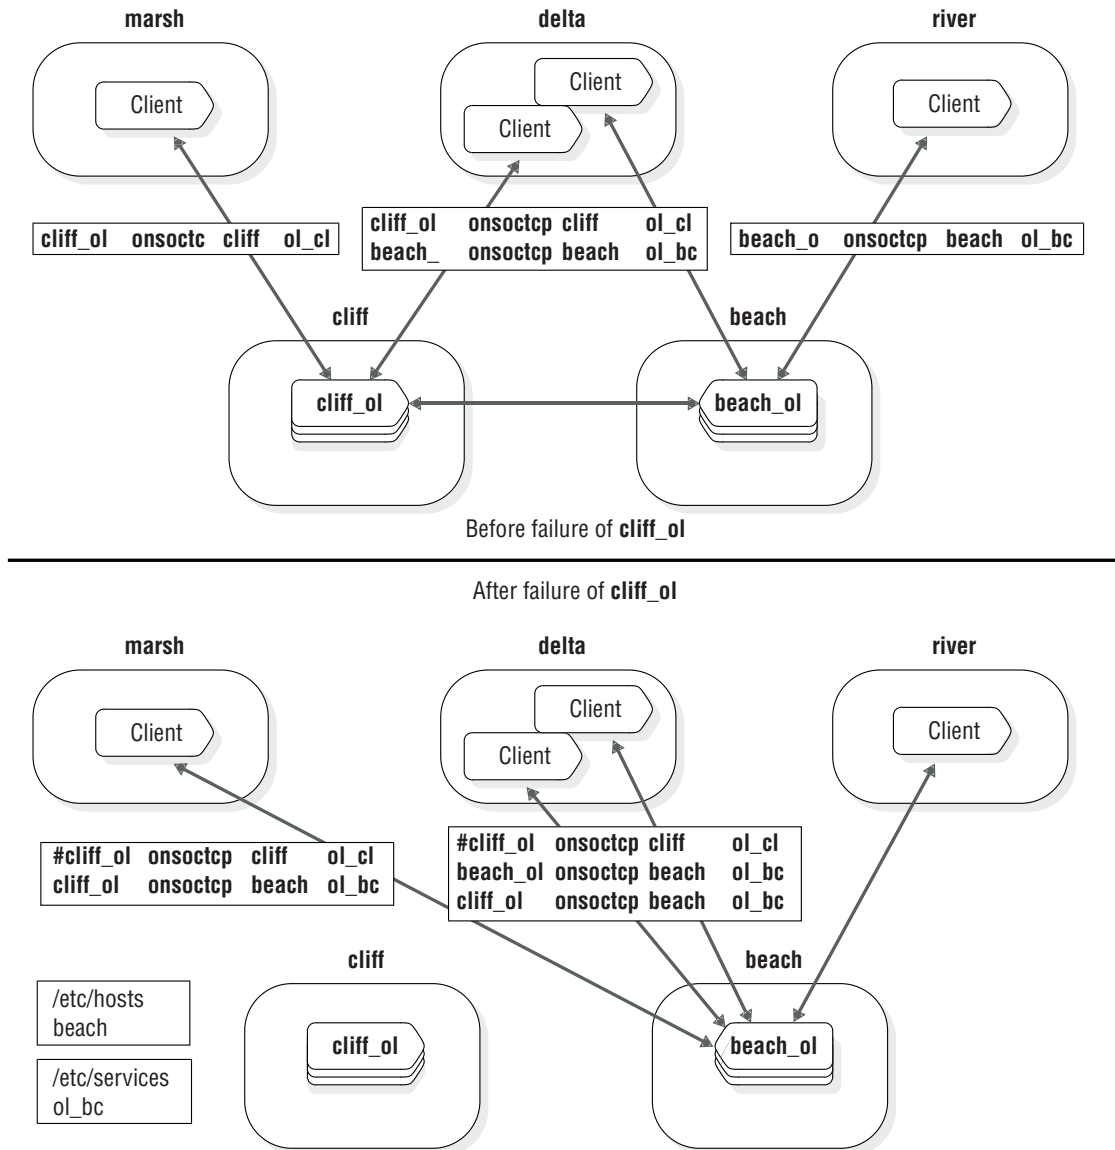 marsh delta river
Client
Client
Client
Client
cliff_ol onsoctc cliff ol_cl
cliff_ol onsoctcp cliff ol_cl
beach_ onsoctcp beach ol_bc
beach_o onsoctcp beach ol_bc
cliff beach
cliff_ol beach_ol
Before failure of cliff_ol
After failure of cliff_ol
marsh delta river
Client
Client
Client
Client
#cliff_ol onsoctcp cliff ol_cl
cliff_ol onsoctcp beach ol_bc
#cliff_ol onsoctcp cliff ol_cl
beach_ol onsoctcp beach ol_bc
cliff_ol onsoctcp beach ol_bc
cliff beach
/etc/hosts
beach
/etc/services
ol_bc
cliff_ol beach_ol